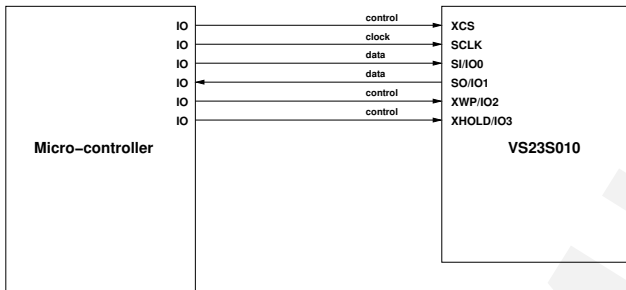 control
IO XCS
clock
IO SCLK
data
IO SI/IO0
data
IO SO/IO1
control
IO XWP/IO2
control
IO XHOLD/IO3
Micro−controller VS23S010